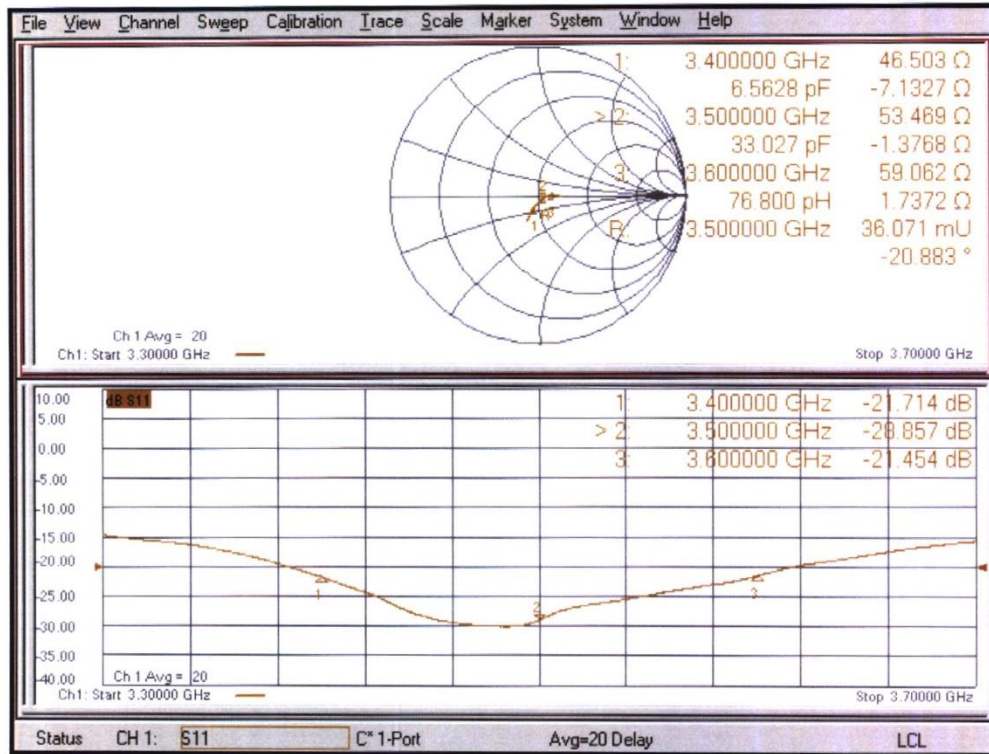 File View Channel Sweep Calibration Trace Scale Marker System Window Help
1: 3.400000 GHz 46.503 Ω
6.5628 pF -7.1327 Ω
> 2: 3.500000 GHz 53.469 Ω
33.027 pF -1.3768 Ω
3: 3.600000 GHz 59.062 Ω
76.800 pH 1.7372 Ω
R: 3.500000 GHz 36.071 mU
-20.883 °
2
1
Ch 1 Avg = 20
Ch1: Start 3.30000 GHz
Stop 3.70000 GHz
10.00
5.00
0.00
-5.00
-10.00
-15.00
-20.00
-25.00
-30.00
-35.00
-40.00
dB S11
1: 3.400000 GHz -21.714 dB
> 2: 3.500000 GHz -28.857 dB
3: 3.600000 GHz -21.454 dB
1
2
3
Ch 1 Avg = 20
Ch1: Start 3.30000 GHz
Stop 3.70000 GHz
Status CH 1: S11 C* 1-Port Avg=20 Delay LCL